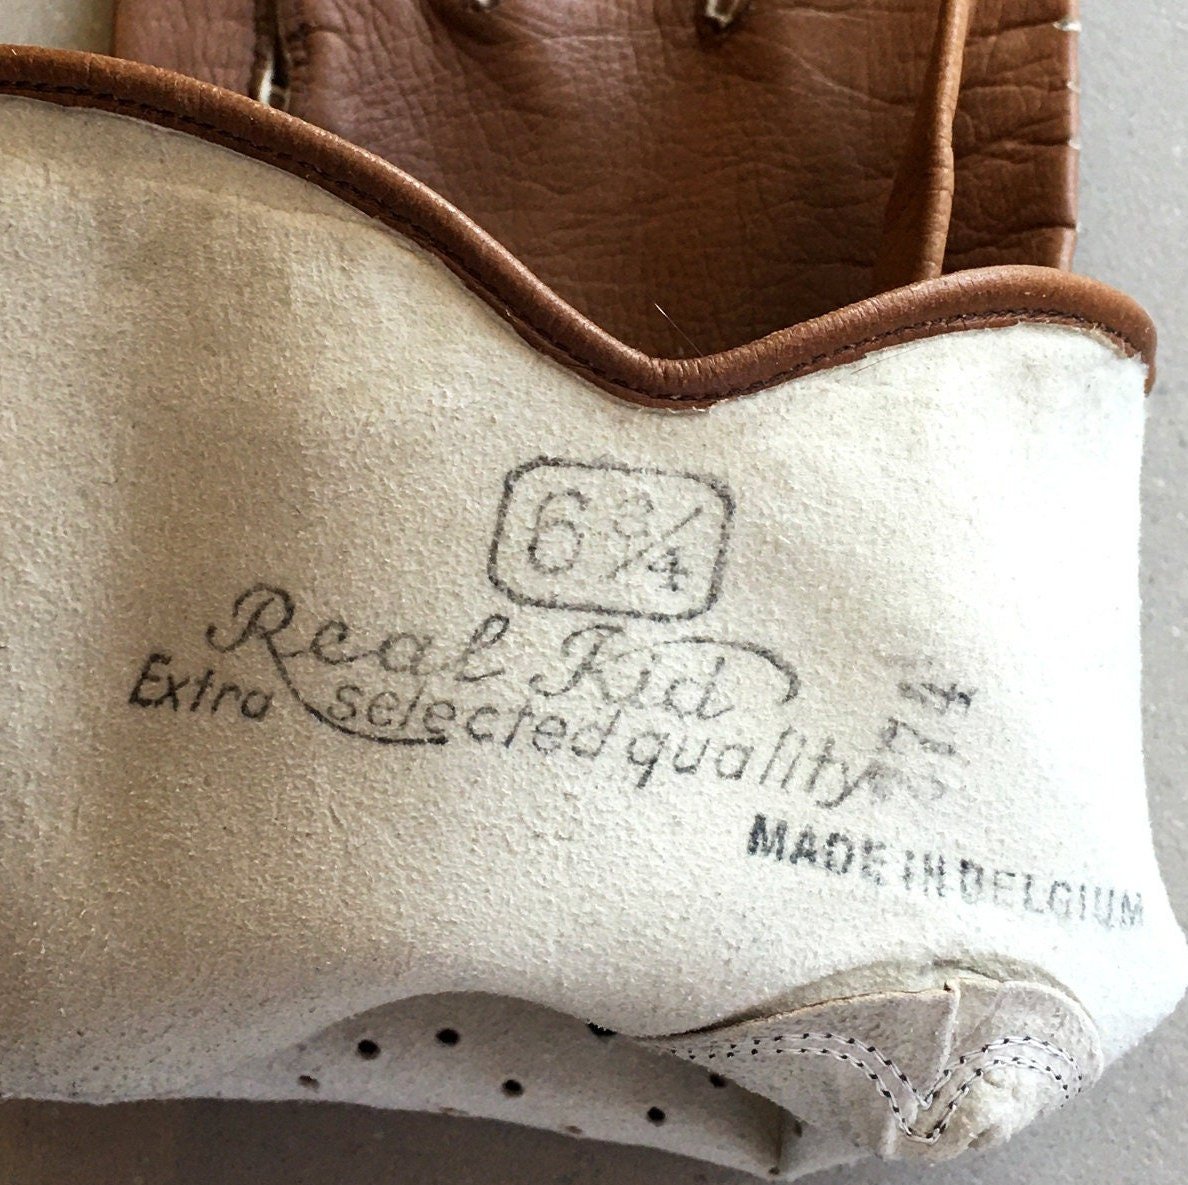 6 3/4
Real Kid
Extra selected quality
MADE IN BELGIUM